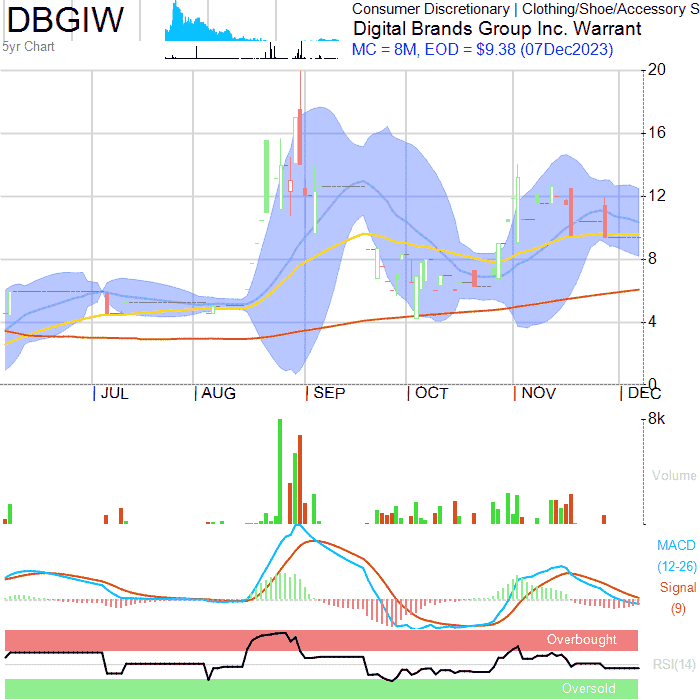 DBGIW
5yr Chart
Consumer Discretionary | Clothing/Shoe/Accessory S
Digital Brands Group Inc. Warrant
MC = 8M, EOD = $9.38 (07Dec2023)
20
16
12
8
4
0
JUL
AUG
SEP
OCT
NOV
DEC
8k
Volume
MACD
(12-26)
Signal
(9)
Overbought
RSI(14)
Oversold